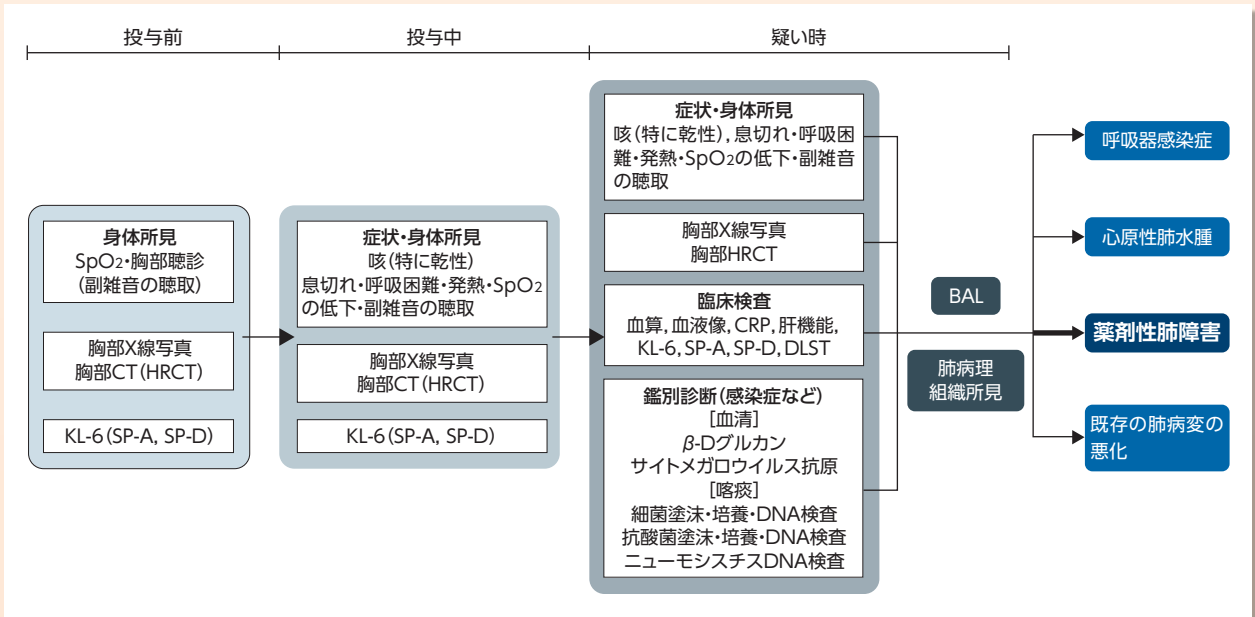 投与前
投与中
疑い時
身体所見
SpO2・胸部聴診
(副雑音の聴取)
胸部X線写真
胸部CT(HRCT)
KL-6(SP-A, SP-D)
症状・身体所見
咳(特に乾性)
息切れ・呼吸困難・発熱・SpO2
の低下・副雑音の聴取
胸部X線写真
胸部CT(HRCT)
KL-6(SP-A, SP-D)
症状・身体所見
咳(特に乾性),息切れ・呼吸困
難・発熱・SpO2の低下・副雑音
の聴取
胸部X線写真
胸部HRCT
臨床検査
血算,血液像,CRP,肝機能,
KL-6,SP-A,SP-D,DLST
鑑別診断(感染症など)
[血清]
β-Dグルカン
サイトメガロウイルス抗原
[喀痰]
細菌塗沫・培養・DNA検査
抗酸菌塗沫・培養・DNA検査
ニューモシスチスDNA検査
BAL
肺病理
組織所見
呼吸器感染症
心原性肺水腫
薬剤性肺障害
既存の肺病変の
悪化